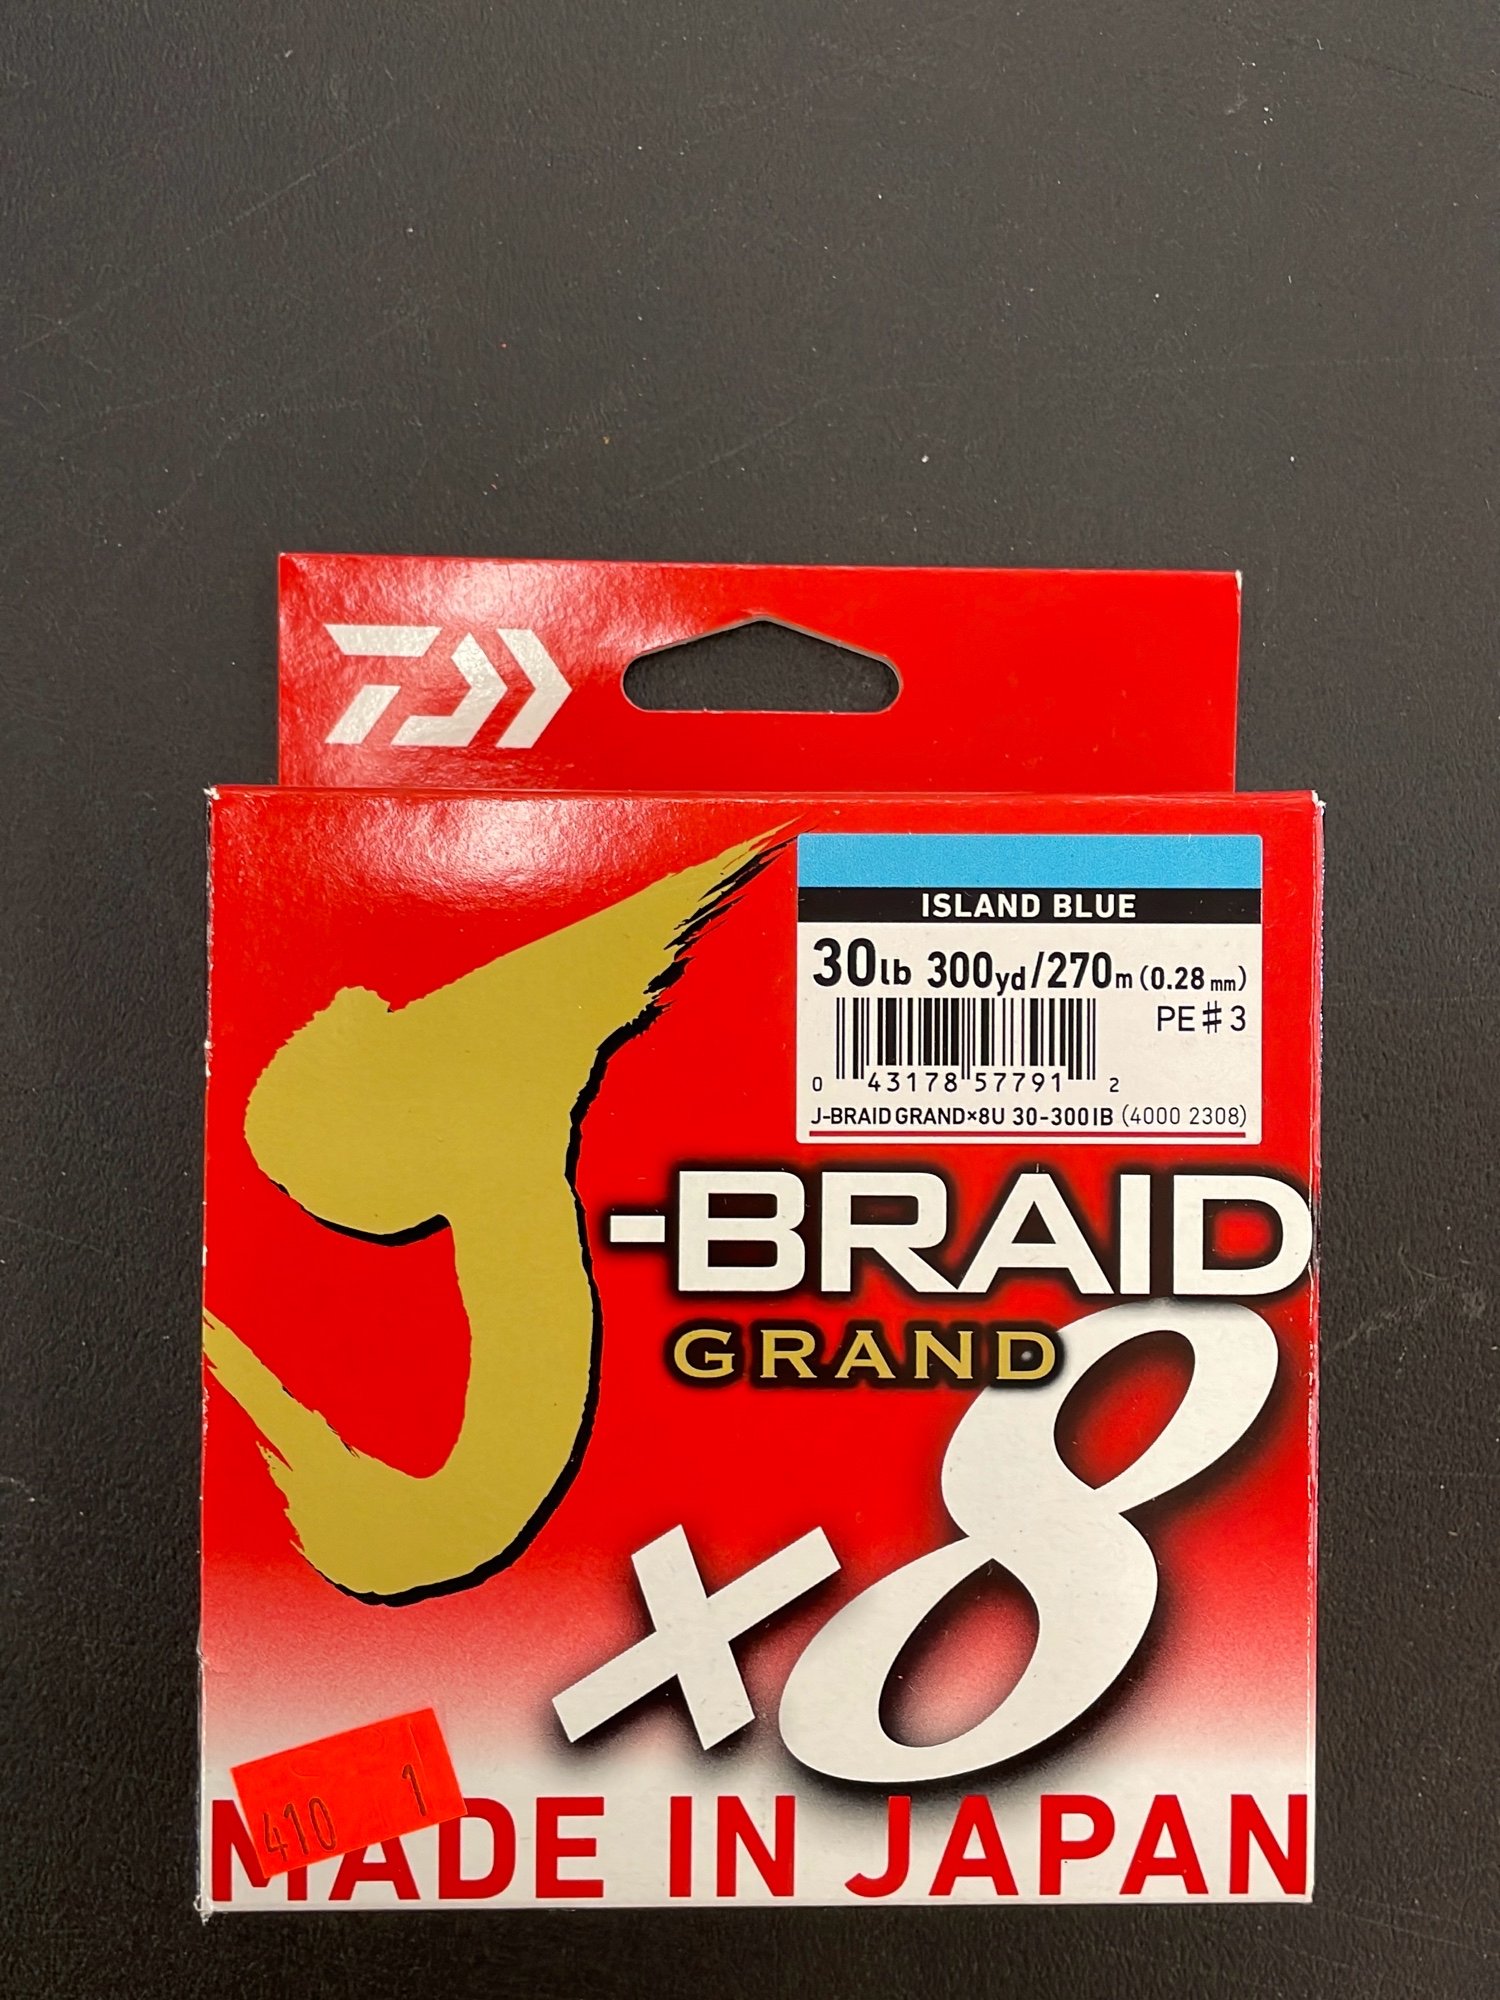 ISLAND BLUE
30lb 300yd/270m (0.28mm)
PE#3
0 43178 57791 2
J-BRAID GRAND×8U 30-300IB (4000 2308)
J-BRAID
GRAND
×8
410 1
MADE IN JAPAN